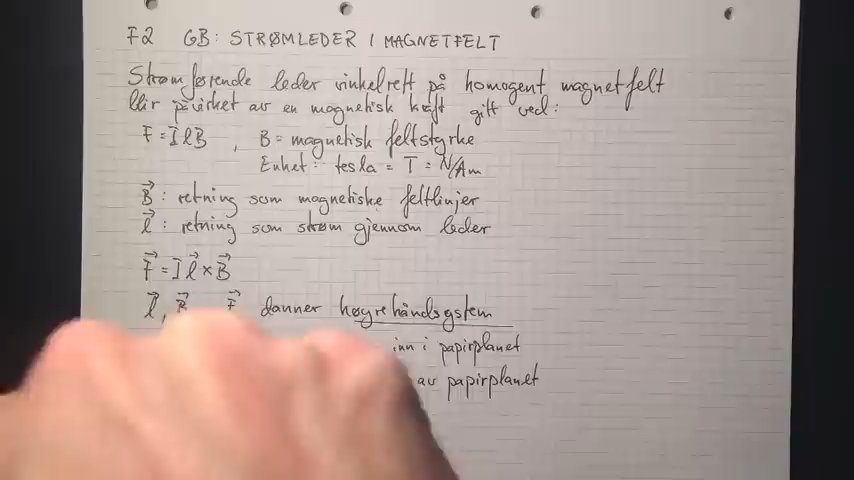 F2 6B: STRØMLEDER I MAGNETFELT
Strømførende leder vinkelrett på homogent magnetfelt
blir påvirket av en magnetisk kraft gitt ved:
F = IlB , B = magnetisk feltstyrke
Enhet: tesla = T = N/Am
B⃗ : retning som magnetiske feltlinjer
l⃗ : retning som strøm gjennom leder
F⃗ = I l⃗ × B⃗
l⃗, B⃗ F⃗ danner høyrehåndsystem
inn i papirplanet
av papirplanet